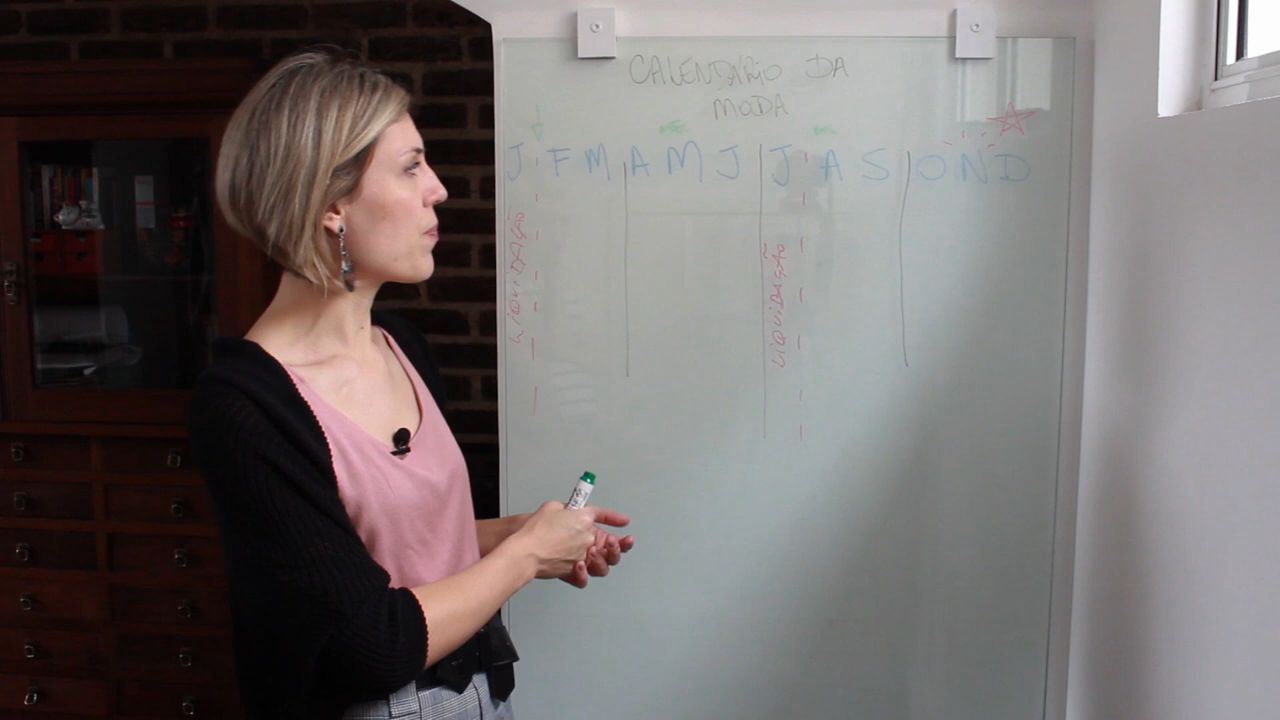 CALENDÁRIO DA
MODA
J F M A M J J A S O N D
LIQUIDAÇÃO
LIQUIDAÇÃO